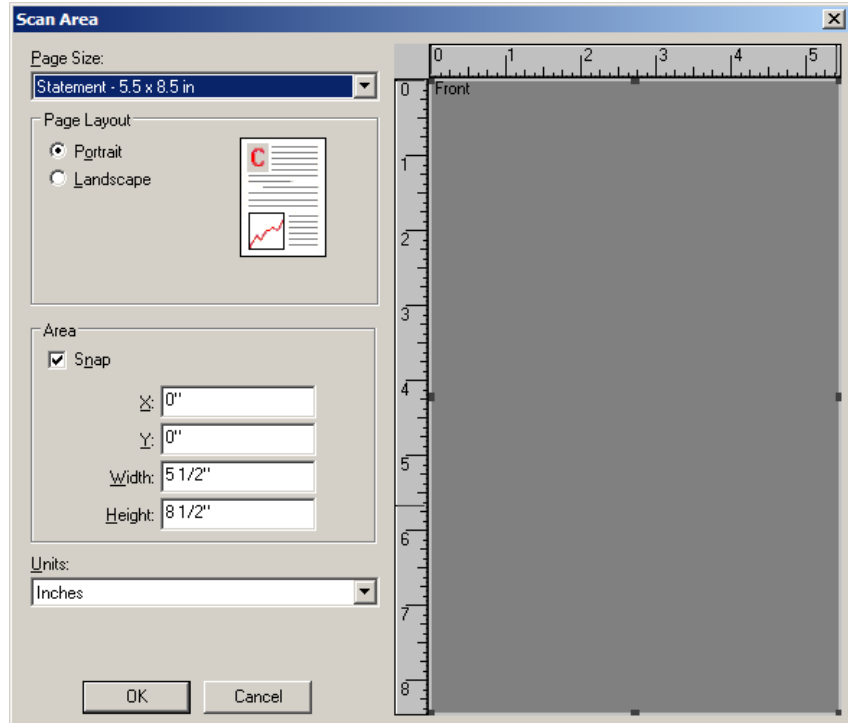 Scan Area
Page Size:
Statement - 5.5 x 8.5 in
Page Layout
Portrait
Landscape
C
Area
Snap
X: 0"
Y: 0"
Width: 5 1/2"
Height: 8 1/2"
Units:
Inches
OK Cancel
0 1 2 3 4 5
0 Front
1
2
3
4
5
6
7
8